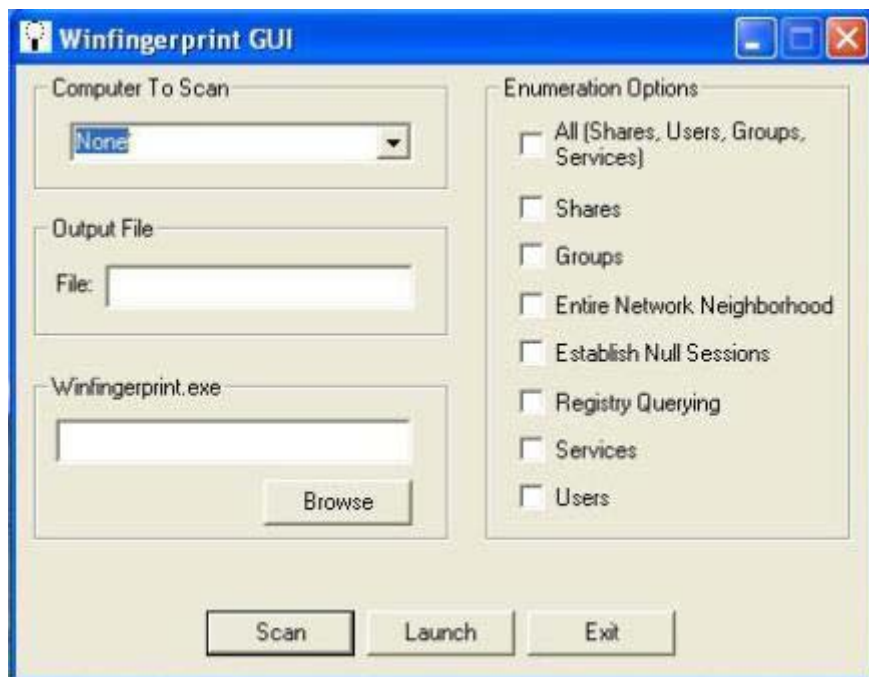 Winfingerprint GUI
Computer To Scan
None
Output File
File:
Winfingerprint.exe
Browse
Enumeration Options
All (Shares, Users, Groups,
Services)
Shares
Groups
Entire Network Neighborhood
Establish Null Sessions
Registry Querying
Services
Users
Scan
Launch
Exit